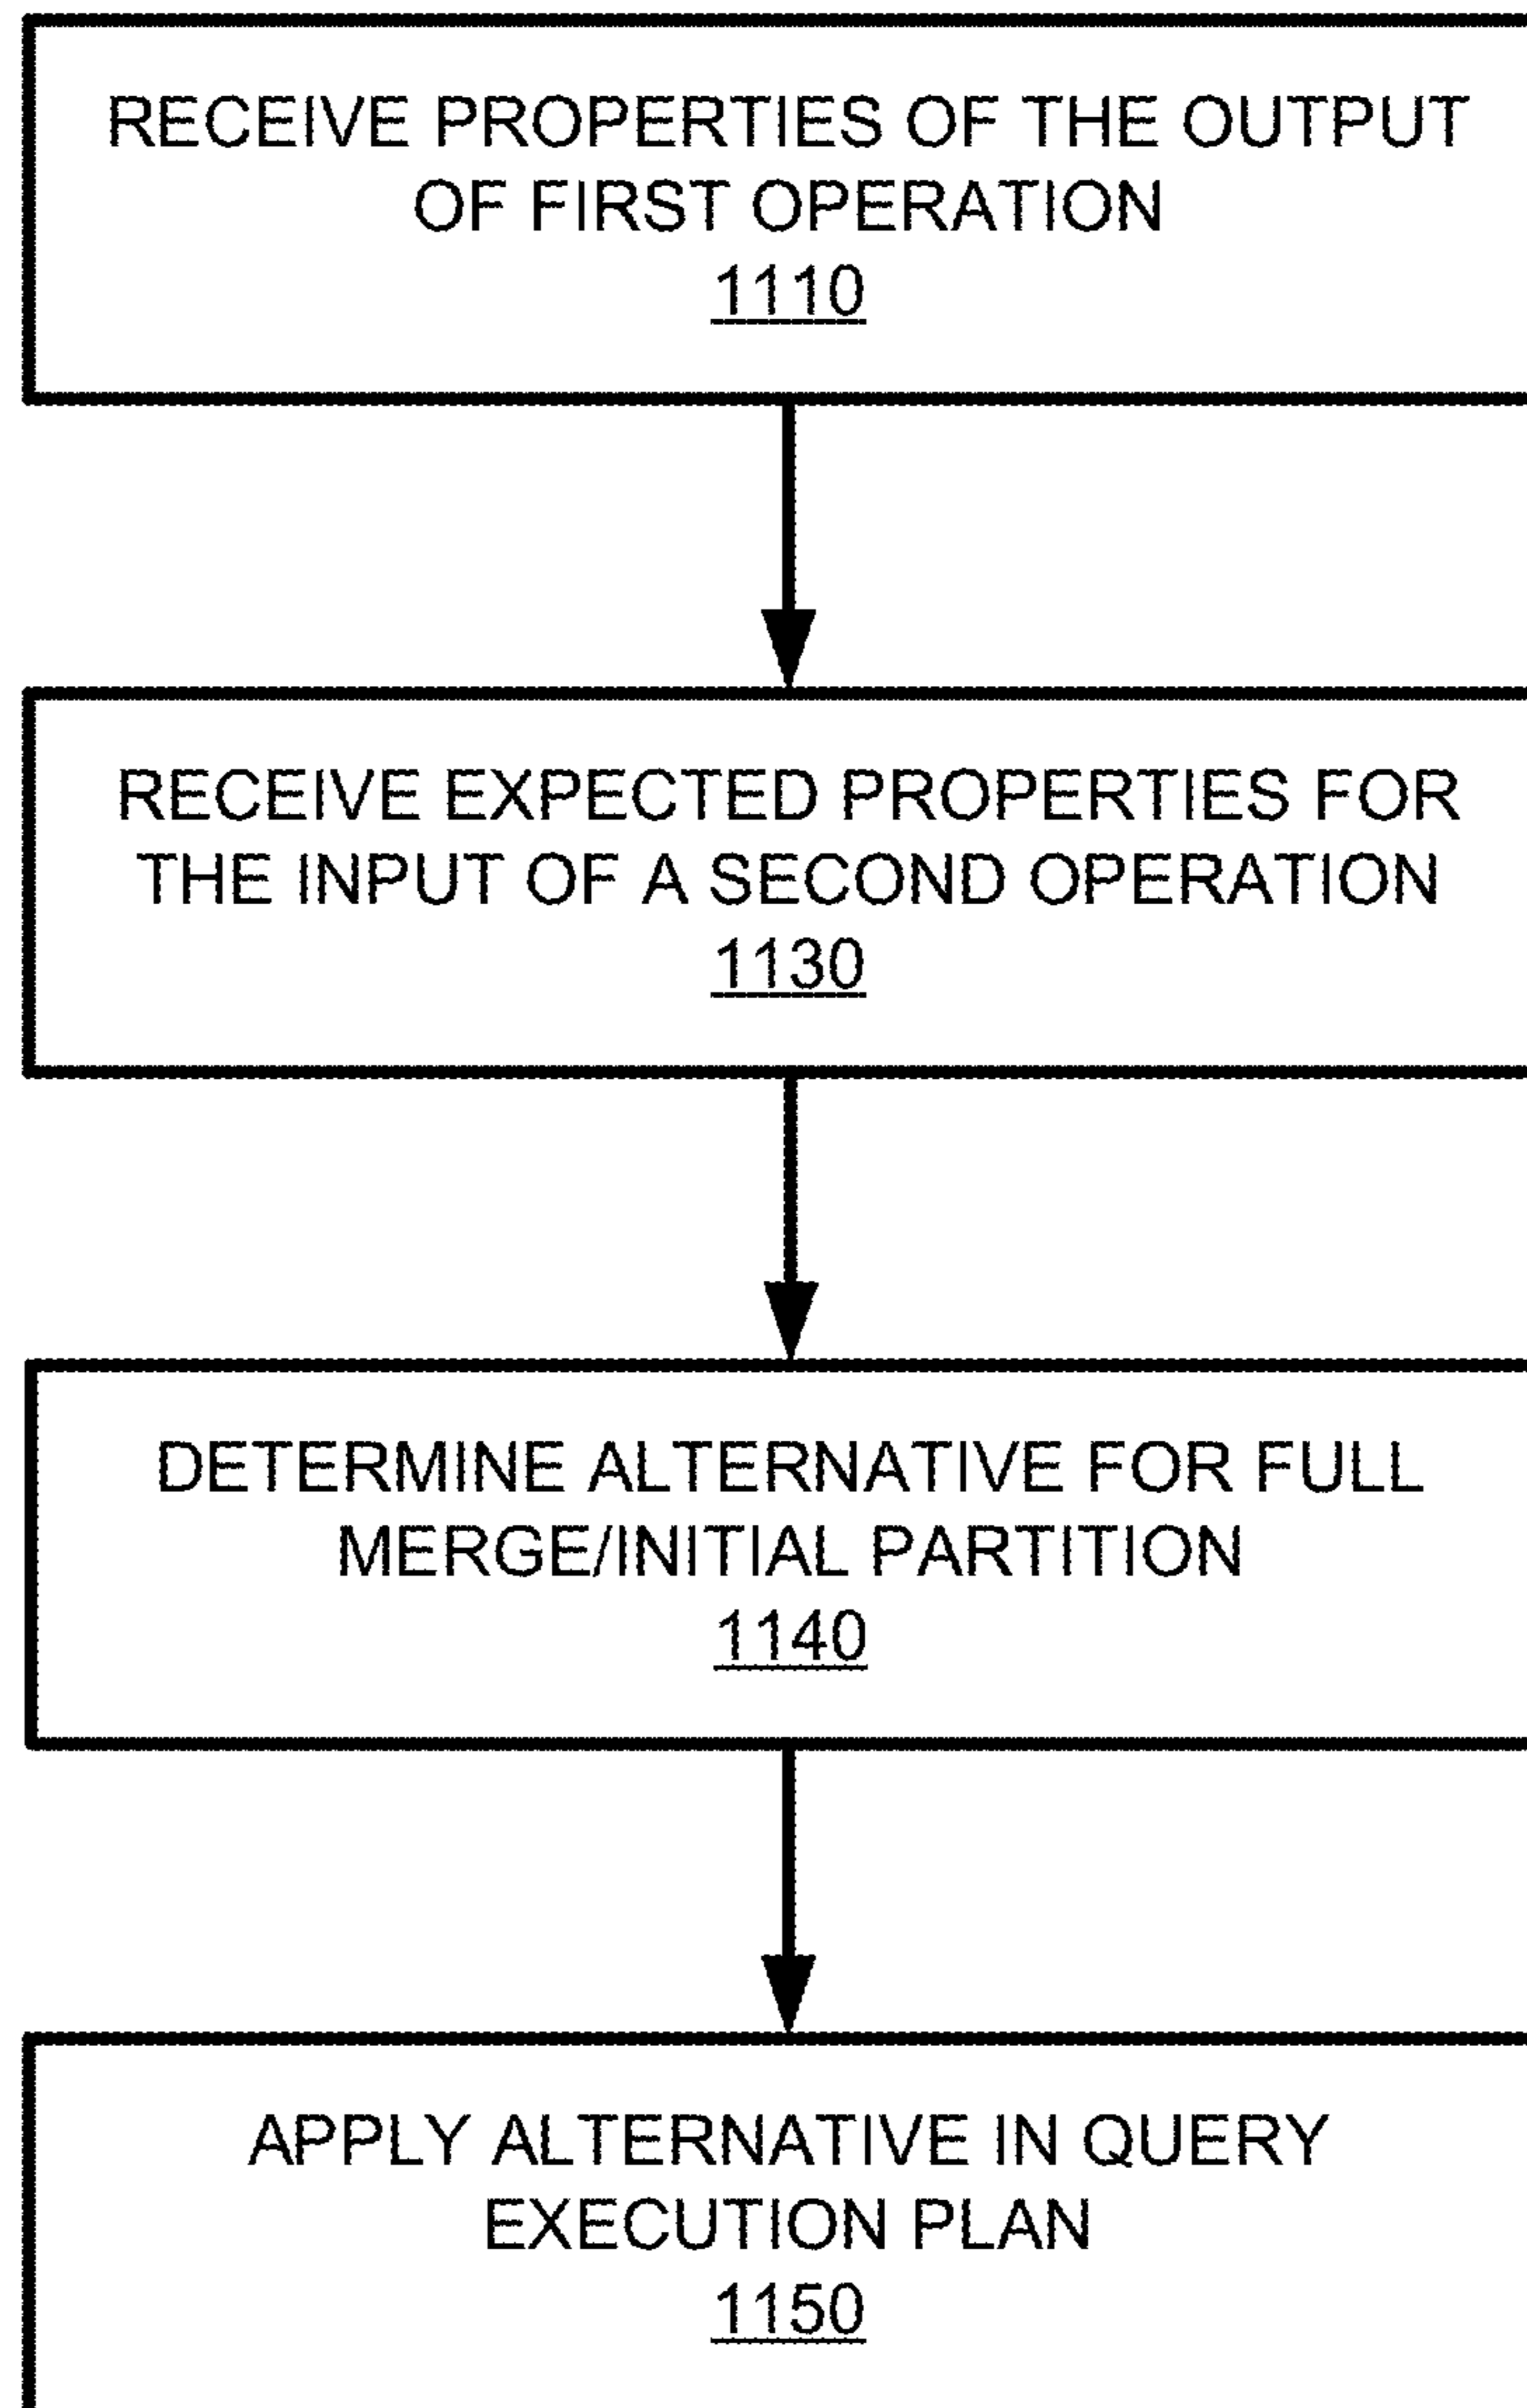 RECEIVE PROPERTIES OF THE OUTPUT
OF FIRST OPERATION
1110
RECEIVE EXPECTED PROPERTIES FOR
THE INPUT OF A SECOND OPERATION
1130
DETERMINE ALTERNATIVE FOR FULL
MERGE/INITIAL PARTITION
1140
APPLY ALTERNATIVE IN QUERY
EXECUTION PLAN
1150